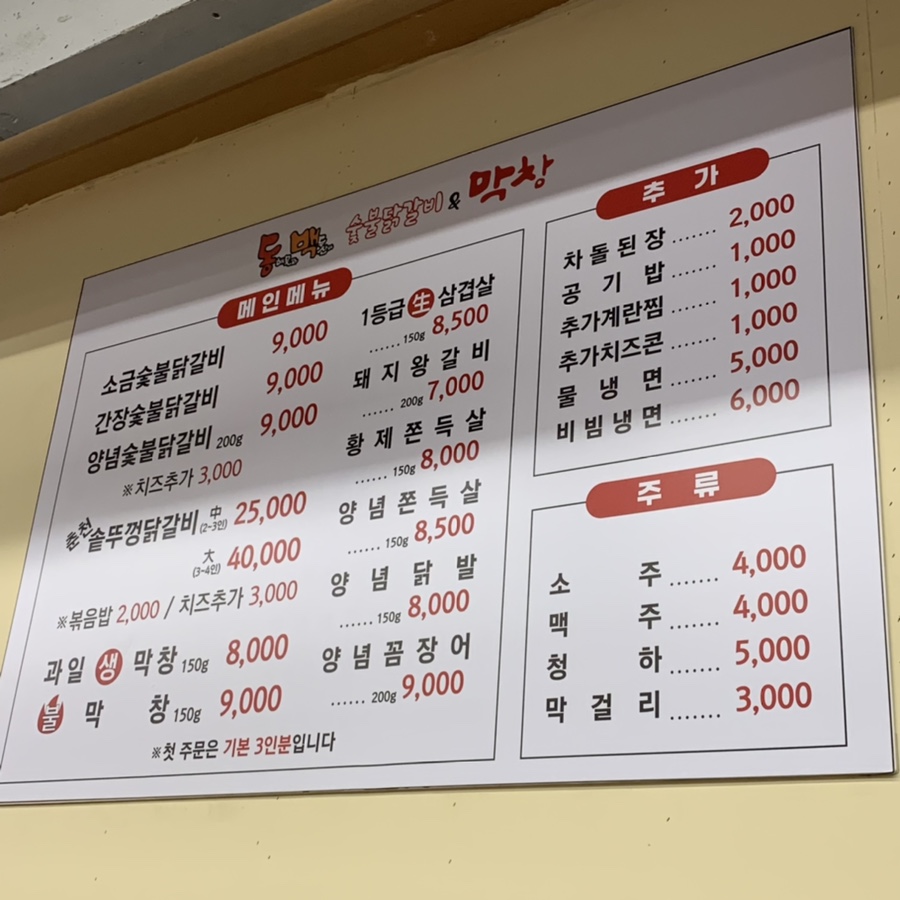 동 백 숯불닭갈비 & 막창
메인메뉴
소금숯불닭갈비 9,000
간장숯불닭갈비 9,000
양념숯불닭갈비 200g 9,000
※치즈추가 3,000
춘천 솥뚜껑닭갈비 中 (2~3인) 25,000
大 (3~4인) 40,000
※볶음밥 2,000 / 치즈추가 3,000
과일 생 막창 150g 8,000
불 막 창 150g 9,000
1등급 生 삼겹살
...... 150g 8,500
돼지왕갈비
...... 200g 7,000
황제쫀득살
...... 150g 8,000
양념쫀득살
...... 150g 8,500
양념닭발
...... 150g 8,000
양념꼼장어
...... 200g 9,000
※첫 주문은 기본 3인분입니다
추 가
차돌된장 ....... 2,000
공기밥 ....... 1,000
추가계란찜 ....... 1,000
추가치즈콘 ....... 1,000
물냉면 ....... 5,000
비빔냉면 ....... 6,000
주 류
소주 ....... 4,000
맥주 ....... 4,000
청하 ....... 5,000
막걸리 ....... 3,000